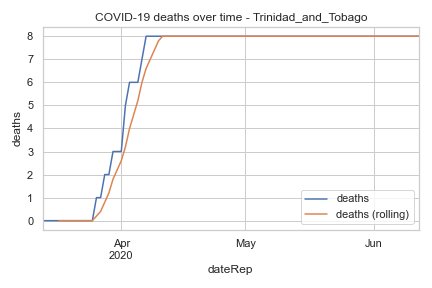 COVID-19 deaths over time - Trinidad_and_Tobago
deaths
8
7
6
5
4
3
2
1
0
deaths
deaths (rolling)
Apr
2020
May
Jun
dateRep